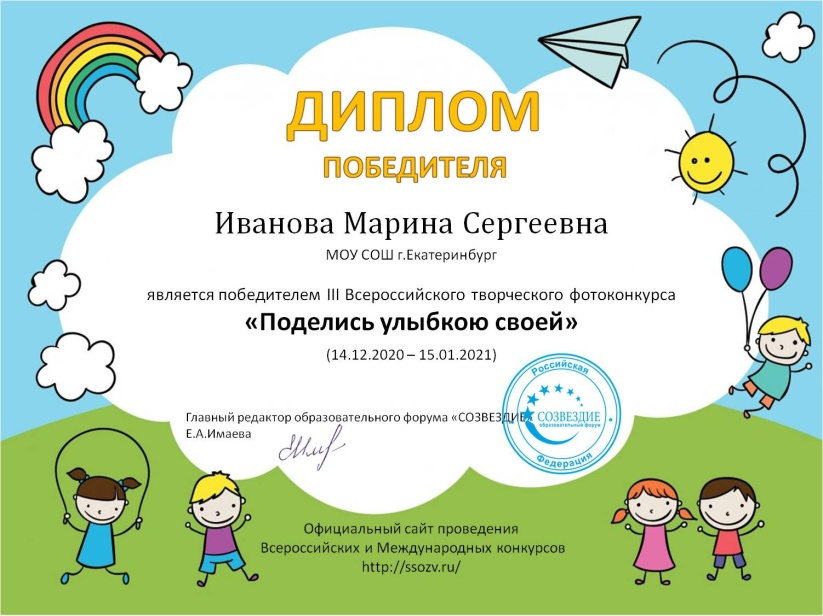 ДИПЛОМ
ПОБЕДИТЕЛЯ
Иванова Марина Сергеевна
МОУ СОШ г.Екатеринбург
является победителем III Всероссийского творческого фотоконкурса
«Поделись улыбкою своей»
(14.12.2020 – 15.01.2021)
Российская
СОЗВЕЗДИЕ
образовательный форум
Федерация
Главный редактор образовательного форума «СОЗВЕЗДИЕ»
Е.А.Имаева
Официальный сайт проведения
Всероссийских и Международных конкурсов
http://ssozv.ru/